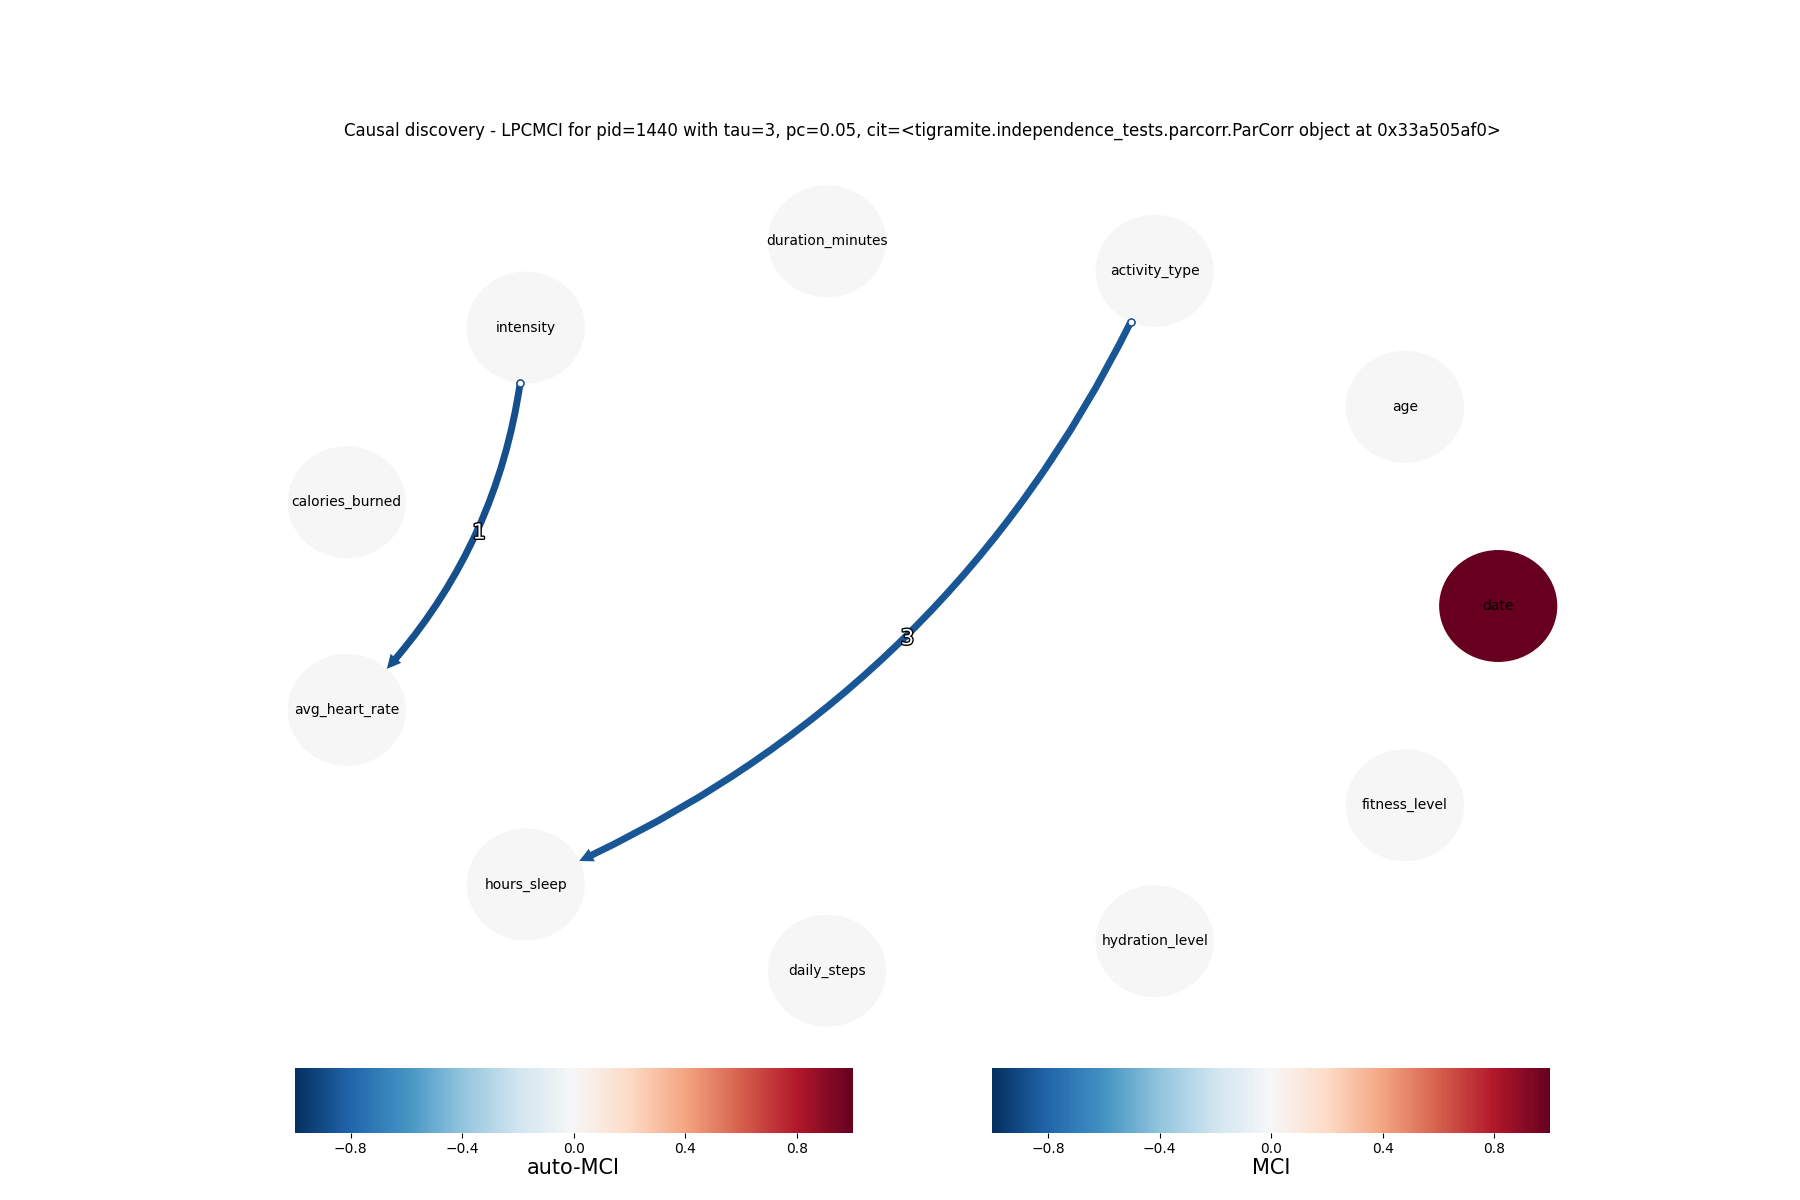 Causal discovery - LPCMCI for pid=1440 with tau=3, pc=0.05, cit=<tigramite.independence_tests.parcorr.ParCorr object at 0x33a505af0>
duration_minutes
activity_type
intensity
age
calories_burned
1
date
3
avg_heart_rate
fitness_level
hours_sleep
hydration_level
daily_steps
−0.8 −0.4 0.0 0.4 0.8
auto-MCI
−0.8 −0.4 0.0 0.4 0.8
MCI